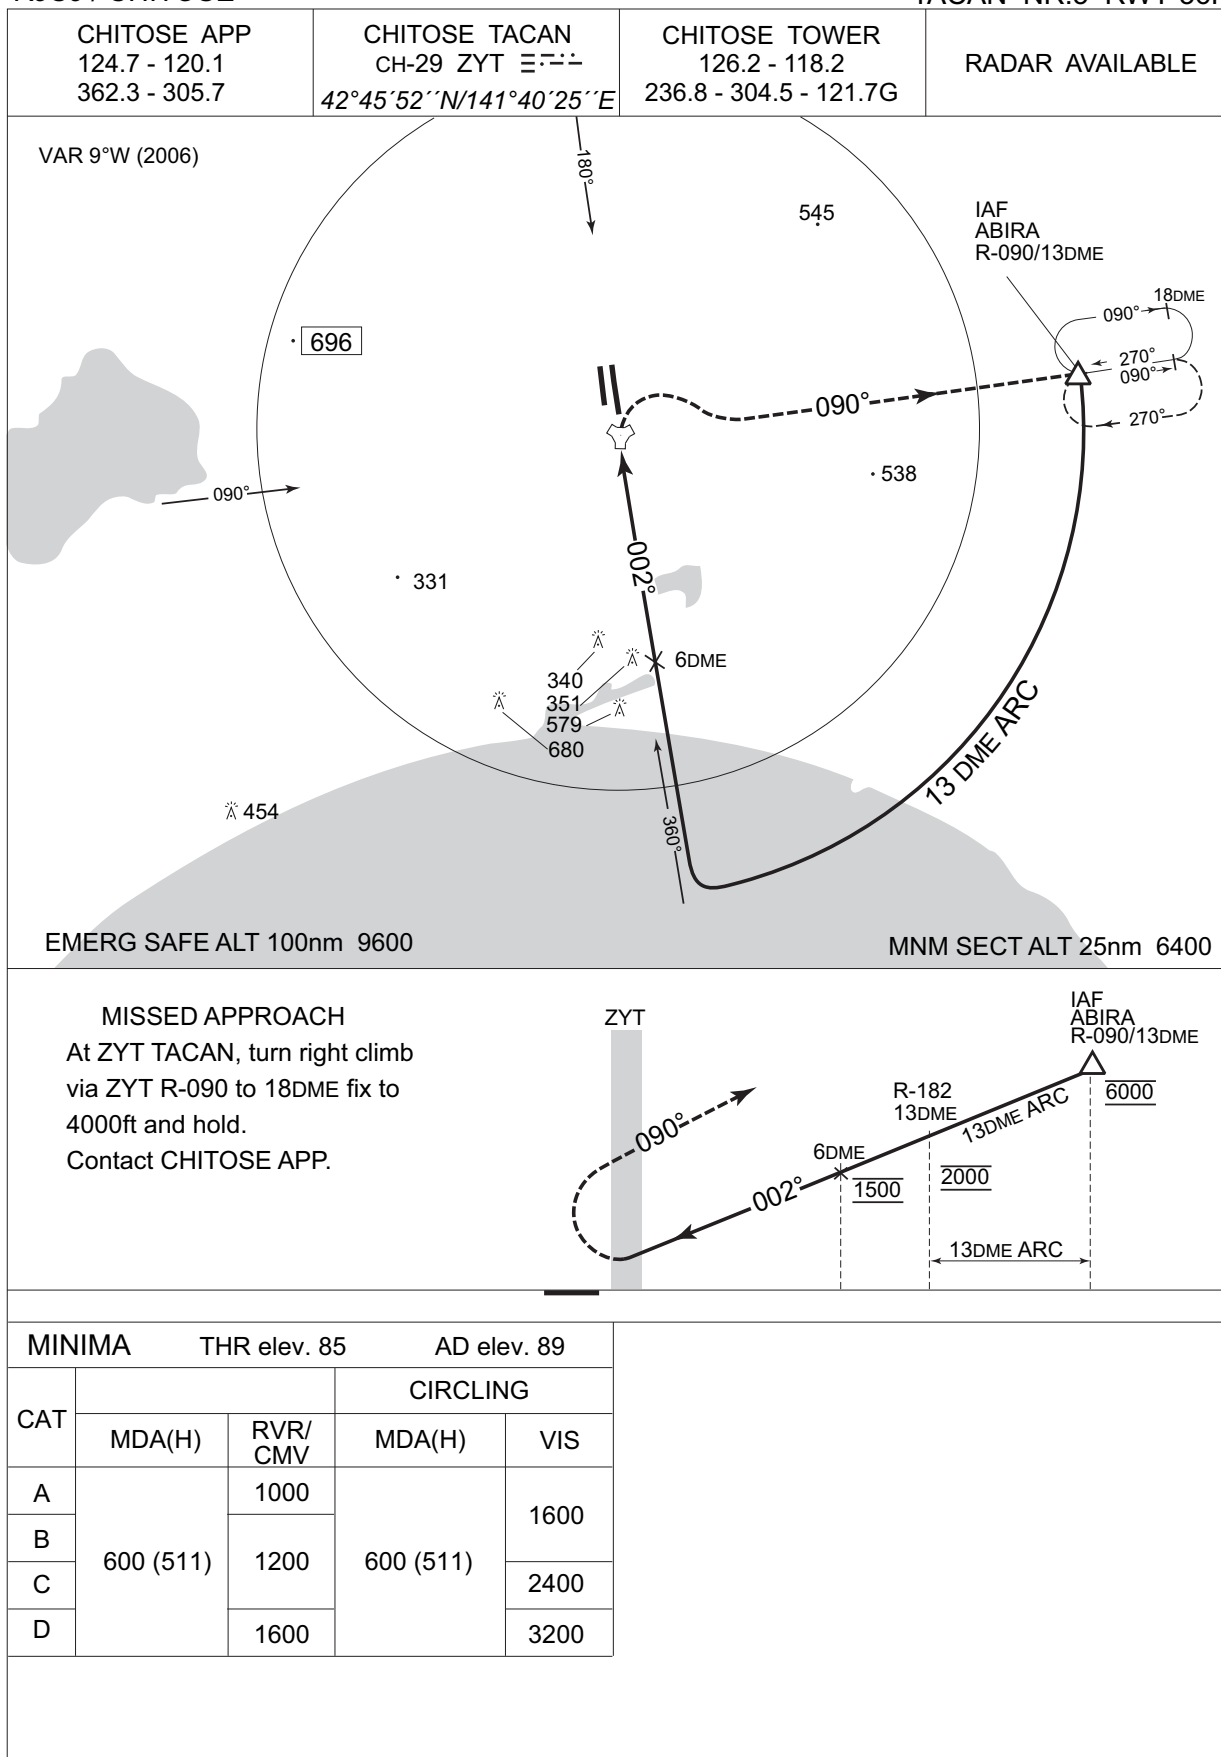 CHITOSE APP
124.7 - 120.1
362.3 - 305.7
CHITOSE TACAN
CH-29 ZYT
42°45´52´´N/141°40´25´´E
CHITOSE TOWER
126.2 - 118.2
236.8 - 304.5 - 121.7G
RADAR AVAILABLE
VAR 9°W (2006)
180°
545
IAF
ABIRA
R-090/13DME
18DME
090°
270°
090°
270°
696
090°
538
090°
002°
331
6DME
340
351
579
680
13 DME ARC
454
360°
EMERG SAFE ALT 100nm 9600
MNM SECT ALT 25nm 6400
MISSED APPROACH
At ZYT TACAN, turn right climb
via ZYT R-090 to 18DME fix to
4000ft and hold.
Contact CHITOSE APP.
ZYT
IAF
ABIRA
R-090/13DME
6000
R-182
13DME
13DME ARC
090°
6DME
1500
2000
002°
13DME ARC
MINIMA THR elev. 85 AD elev. 89
CAT
CIRCLING
MDA(H)
RVR/
CMV
MDA(H)
VIS
A
1000
1600
B
600 (511)
1200
600 (511)
C
2400
D
1600
3200